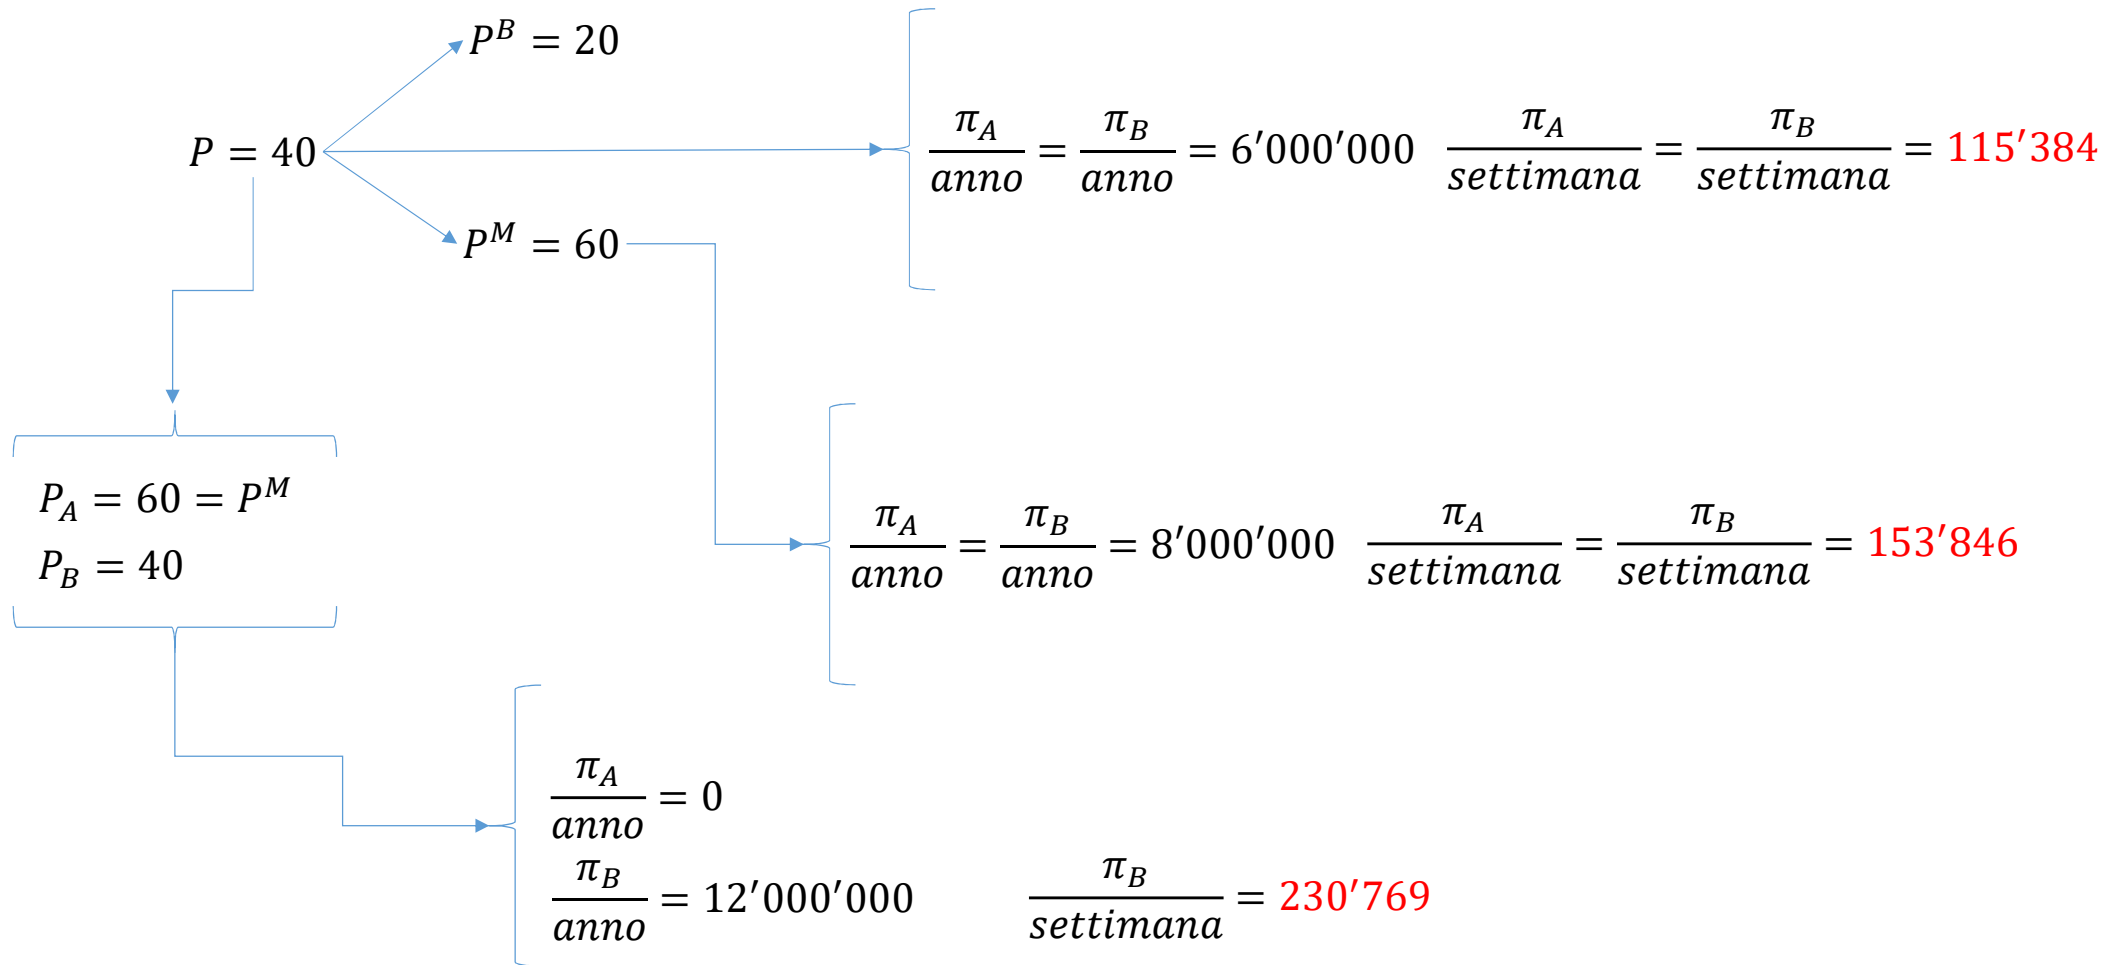 P^B = 20
P = 40
π_A/anno = π_B/anno = 6′000′000 π_A/settimana = π_B/settimana = 115′384
P^M = 60
P_A = 60 = P^M
P_B = 40
π_A/anno = π_B/anno = 8′000′000 π_A/settimana = π_B/settimana = 153′846
π_A/anno = 0
π_B/anno = 12′000′000 π_B/settimana = 230′769